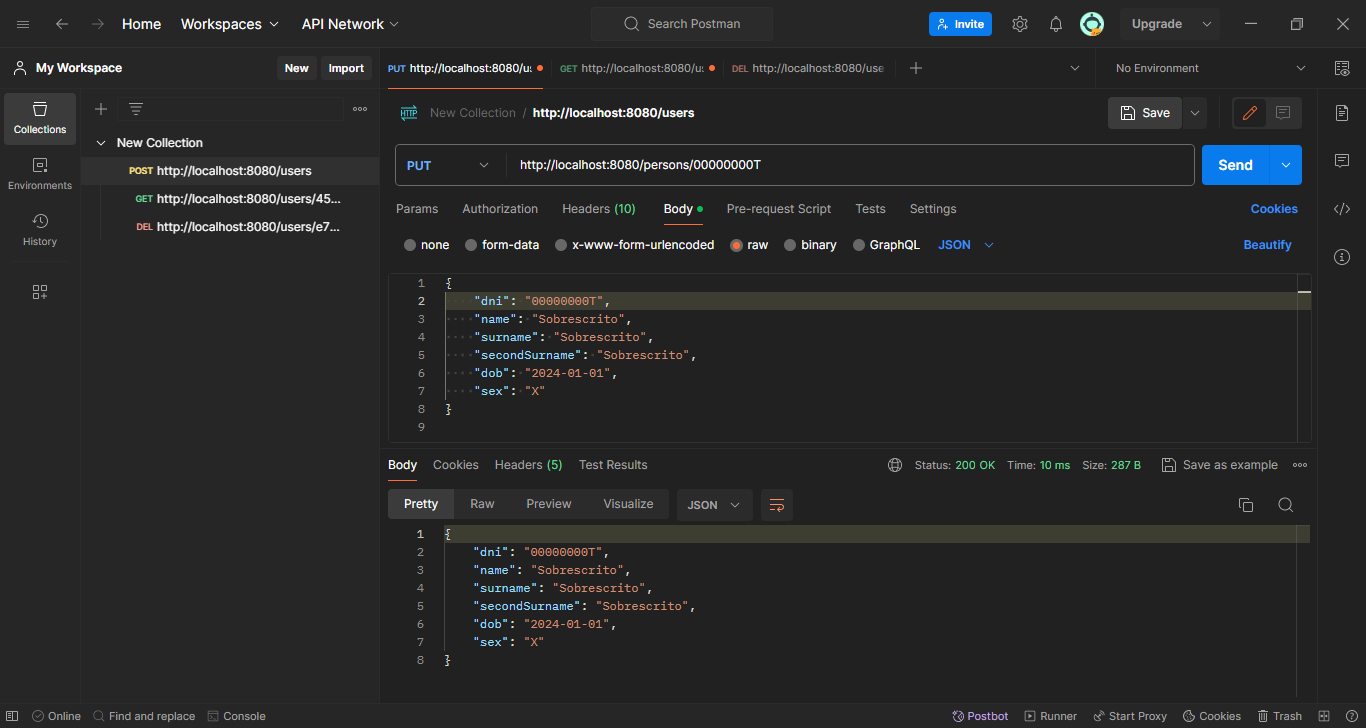 Home Workspaces API Network Search Postman Invite Upgrade
My Workspace New Import PUT http://localhost:8080/u: GET http://localhost:8080/u: DEL http://localhost:8080/use No Environment
Collections
Environments
History
New Collection
POST http://localhost:8080/users
GET http://localhost:8080/users/45...
DEL http://localhost:8080/users/e7...
HTTP New Collection / http://localhost:8080/users Save
PUT http://localhost:8080/persons/00000000T Send
Params Authorization Headers (10) Body Pre-request Script Tests Settings Cookies
none form-data x-www-form-urlencoded raw binary GraphQL JSON Beautify
1 {
2 "dni": "00000000T",
3 "name": "Sobrescrito",
4 "surname": "Sobrescrito",
5 "secondSurname": "Sobrescrito",
6 "dob": "2024-01-01",
7 "sex": "X"
8 }
9
Body Cookies Headers (5) Test Results Status: 200 OK Time: 10 ms Size: 287 B Save as example
Pretty Raw Preview Visualize JSON
1 {
2 "dni": "00000000T",
3 "name": "Sobrescrito",
4 "surname": "Sobrescrito",
5 "secondSurname": "Sobrescrito",
6 "dob": "2024-01-01",
7 "sex": "X"
8 }
Online Find and replace Console Postbot Runner Start Proxy Cookies Trash